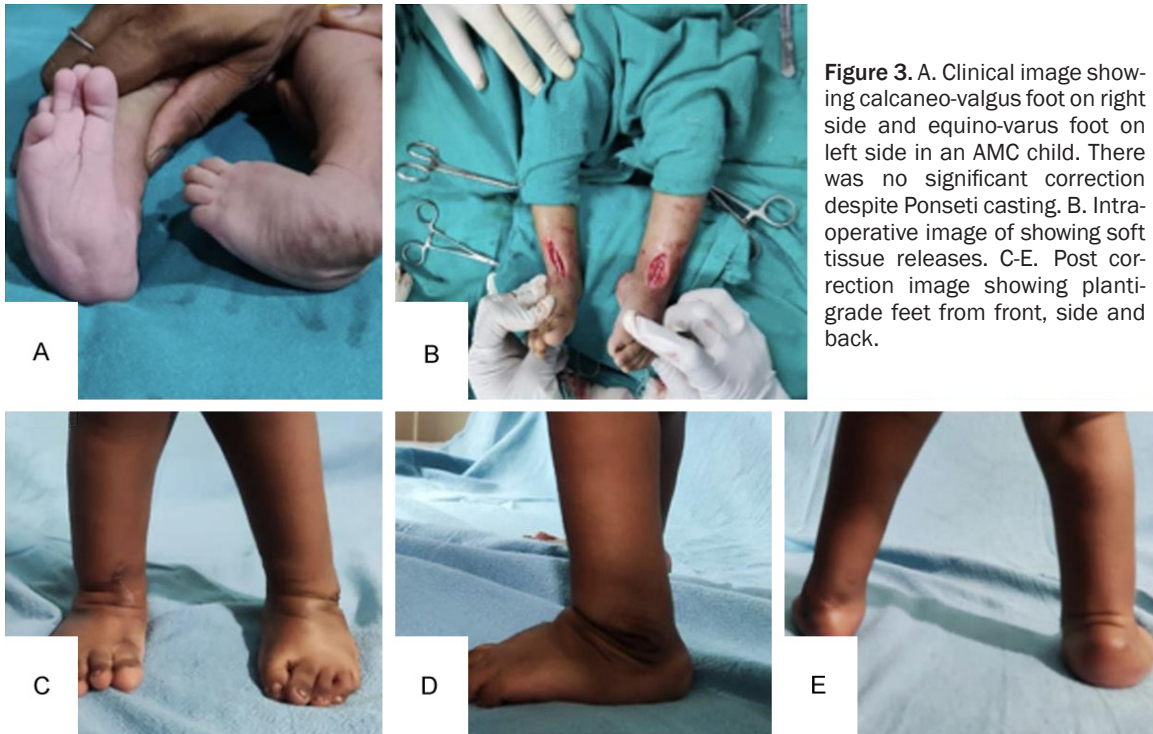 Figure 3. A. Clinical image show-
ing calcaneo-valgus foot on right
side and equino-varus foot on
left side in an AMC child. There
was no significant correction
despite Ponseti casting. B. Intra-
operative image of showing soft
tissue releases. C-E. Post cor-
rection image showing planti-
grade feet from front, side and
back.
A
B
C
D
E